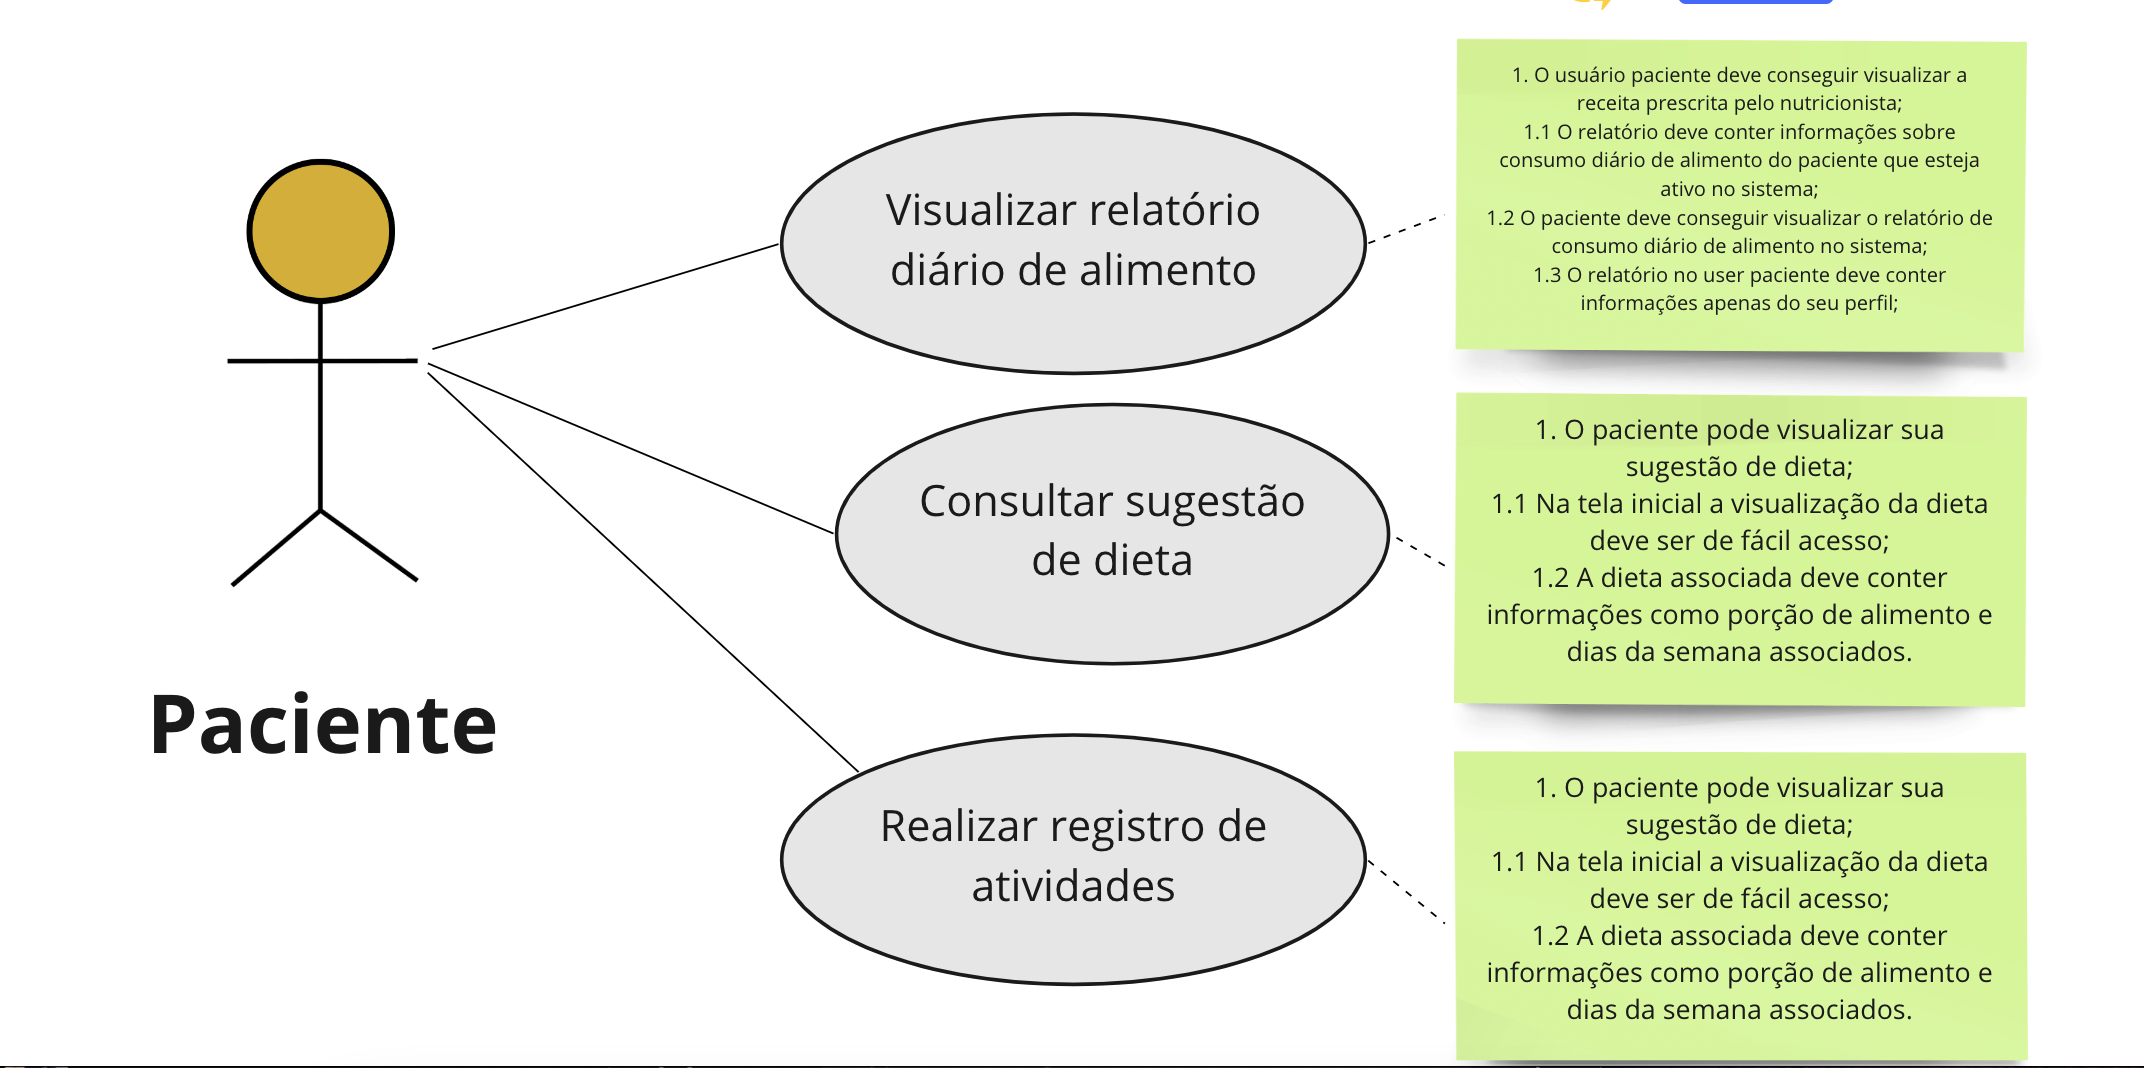 Paciente
Visualizar relatório
diário de alimento
1. O usuário paciente deve conseguir visualizar a
receita prescrita pelo nutricionista;
1.1 O relatório deve conter informações sobre
consumo diário de alimento do paciente que esteja
ativo no sistema;
1.2 O paciente deve conseguir visualizar o relatório de
consumo diário de alimento no sistema;
1.3 O relatório no user paciente deve conter
informações apenas do seu perfil;
Consultar sugestão
de dieta
1. O paciente pode visualizar sua
sugestão de dieta;
1.1 Na tela inicial a visualização da dieta
deve ser de fácil acesso;
1.2 A dieta associada deve conter
informações como porção de alimento e
dias da semana associados.
Realizar registro de
atividades
1. O paciente pode visualizar sua
sugestão de dieta;
1.1 Na tela inicial a visualização da dieta
deve ser de fácil acesso;
1.2 A dieta associada deve conter
informações como porção de alimento e
dias da semana associados.